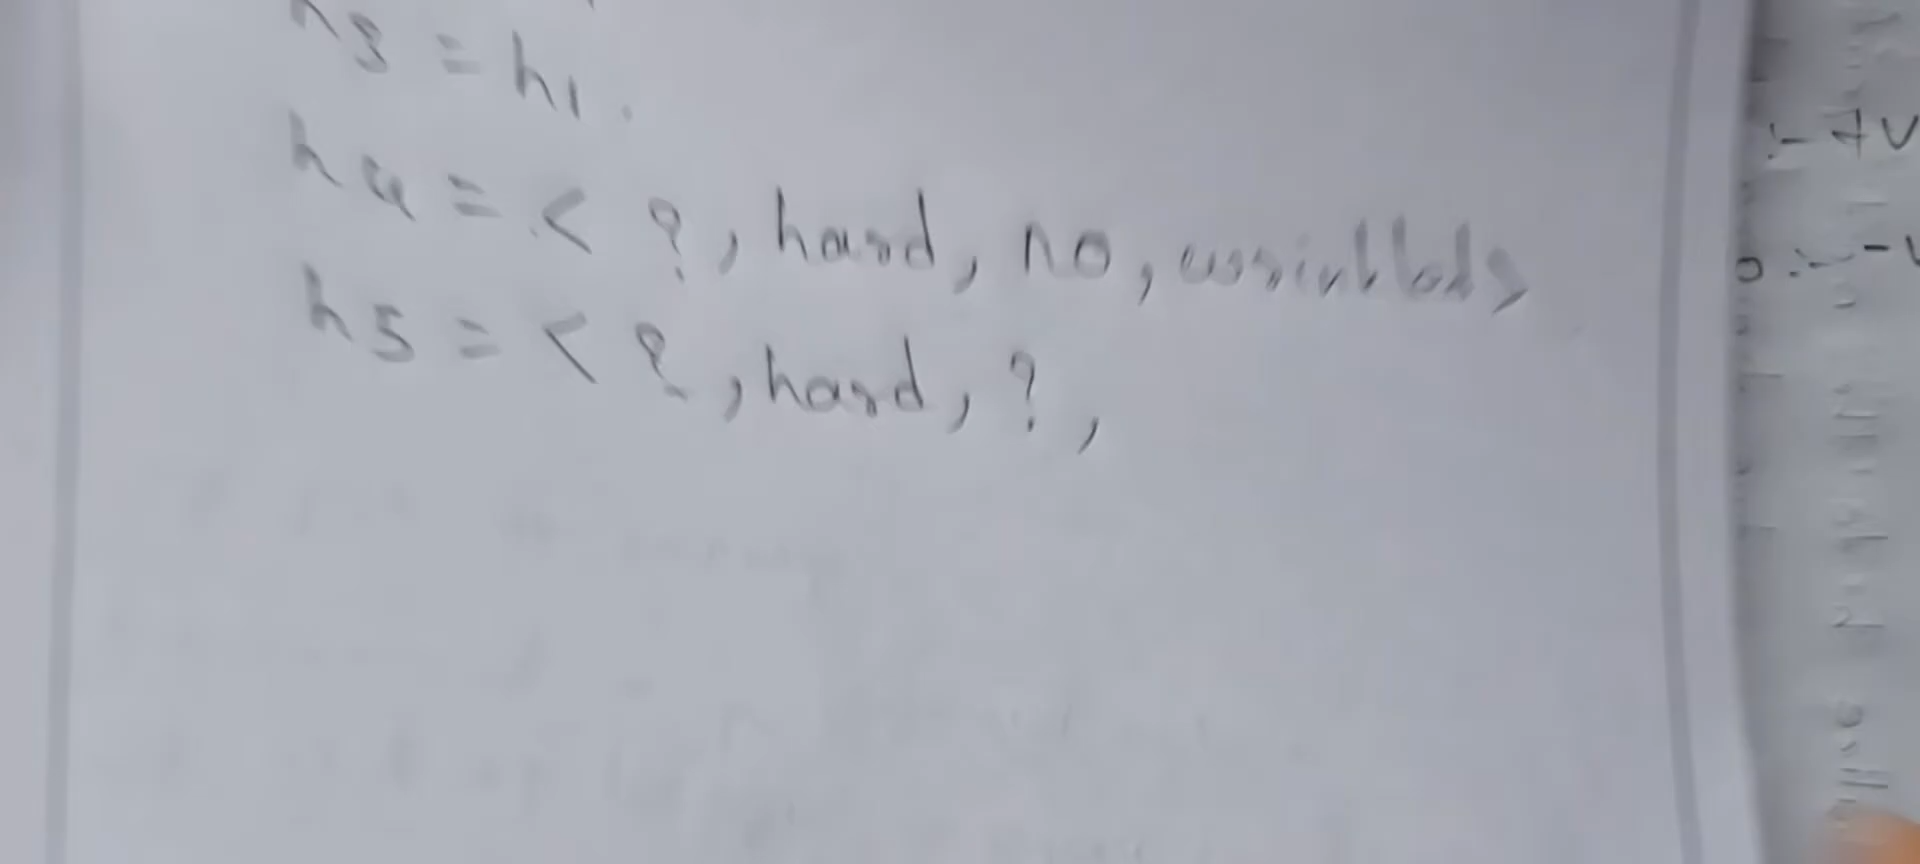 h3 = h1.
h4 = < ?, hard, no, wrinkled>
h5 = < ?, hard, ?,